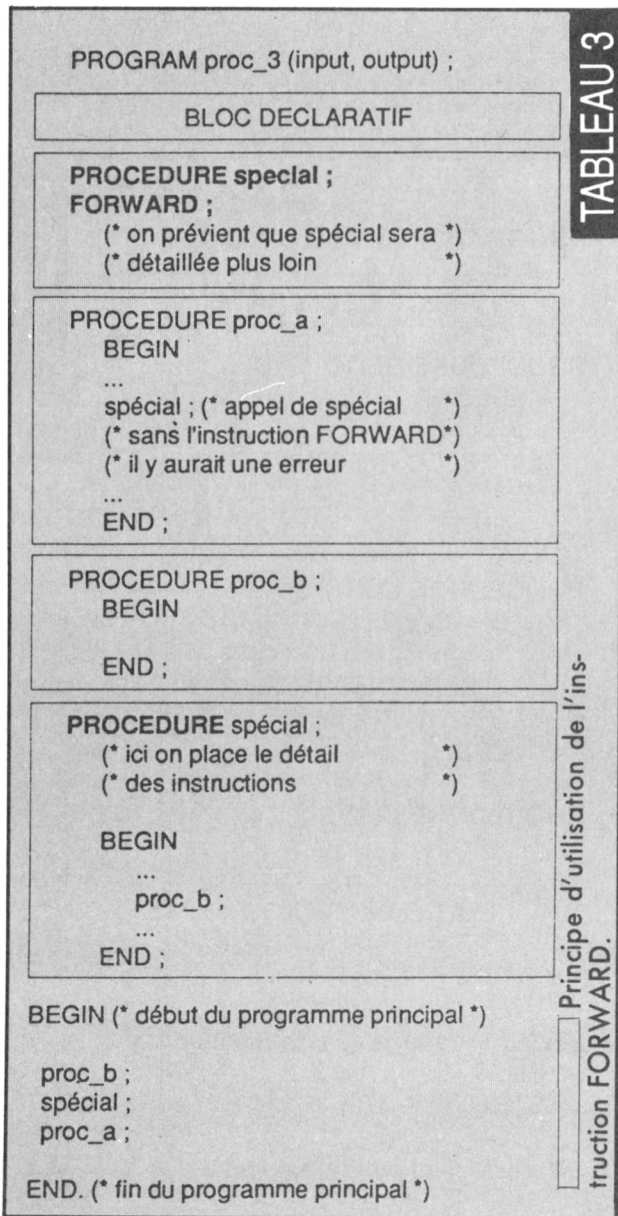 TABLEAU 3
PROGRAM proc_3 (input, output) ;
BLOC DECLARATIF
PROCEDURE special ;
FORWARD ;
(* on prévient que spécial sera *)
(* détaillée plus loin *)
PROCEDURE proc_a ;
BEGIN
...
spécial ; (* appel de spécial *)
(* sans l'instruction FORWARD*)
(* il y aurait une erreur *)
...
END ;
PROCEDURE proc_b ;
BEGIN
END ;
PROCEDURE spécial ;
(* ici on place le détail *)
(* des instructions *)
BEGIN
...
proc_b ;
...
END ;
BEGIN (* début du programme principal *)
proc_b ;
spécial ;
proc_a ;
END. (* fin du programme principal *)
Principe d'utilisation de l'ins-
truction FORWARD.